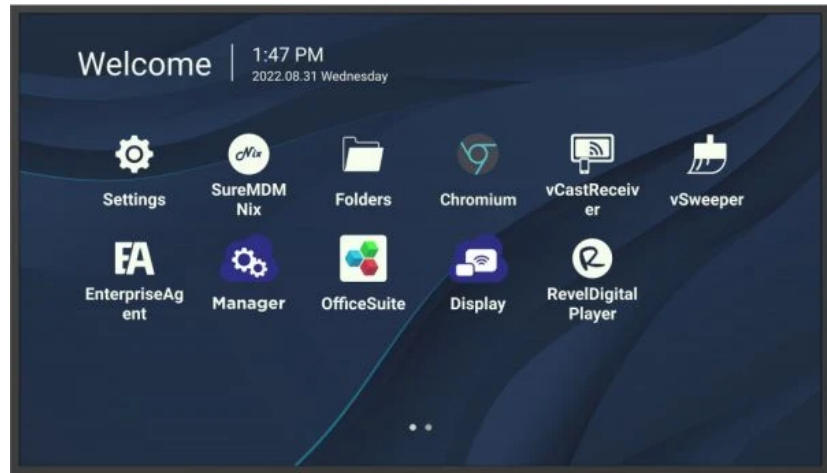 Welcome
1:47 PM
2022.08.31 Wednesday
Nix
Settings
SureMDM
Nix
Folders
Chromium
vCastReceiv
er
vSweeper
EA
EnterpriseAg
ent
Manager
OfficeSuite
Display
R
RevelDigital
Player